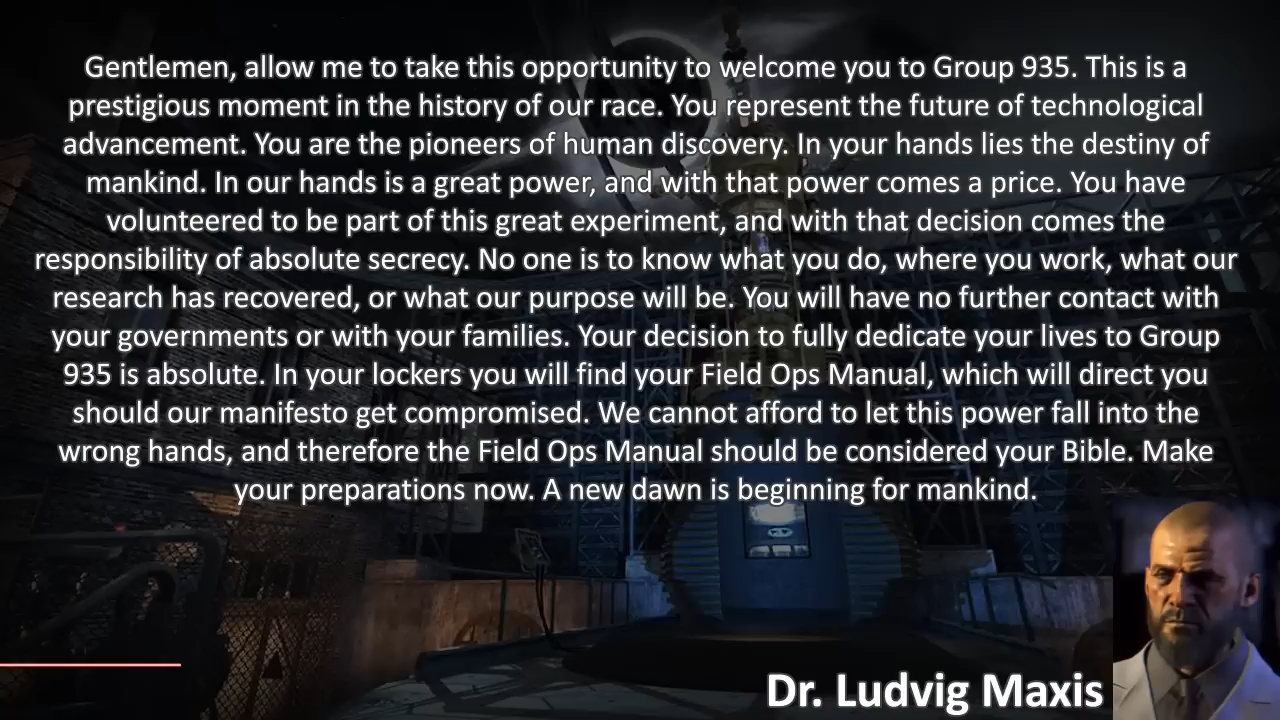 Gentlemen, allow me to take this opportunity to welcome you to Group 935. This is a
prestigious moment in the history of our race. You represent the future of technological
advancement. You are the pioneers of human discovery. In your hands lies the destiny of
mankind. In our hands is a great power, and with that power comes a price. You have
volunteered to be part of this great experiment, and with that decision comes the
responsibility of absolute secrecy. No one is to know what you do, where you work, what our
research has recovered, or what our purpose will be. You will have no further contact with
your governments or with your families. Your decision to fully dedicate your lives to Group
935 is absolute. In your lockers you will find your Field Ops Manual, which will direct you
should our manifesto get compromised. We cannot afford to let this power fall into the
wrong hands, and therefore the Field Ops Manual should be considered your Bible. Make
your preparations now. A new dawn is beginning for mankind.
Dr. Ludvig Maxis